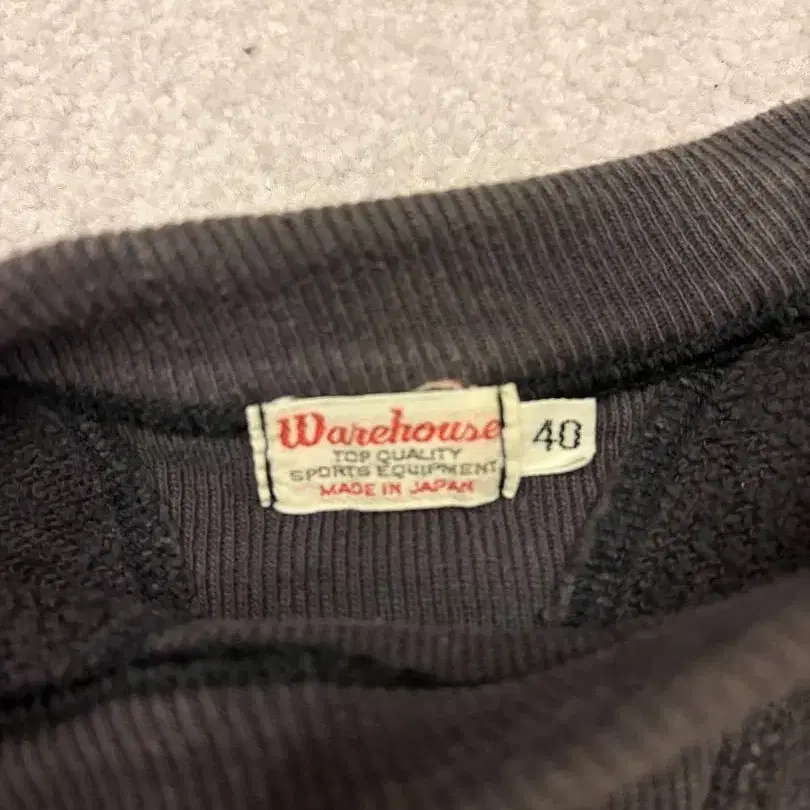 Warehouse
TOP QUALITY
SPORTS EQUIPMENT
MADE IN JAPAN
40